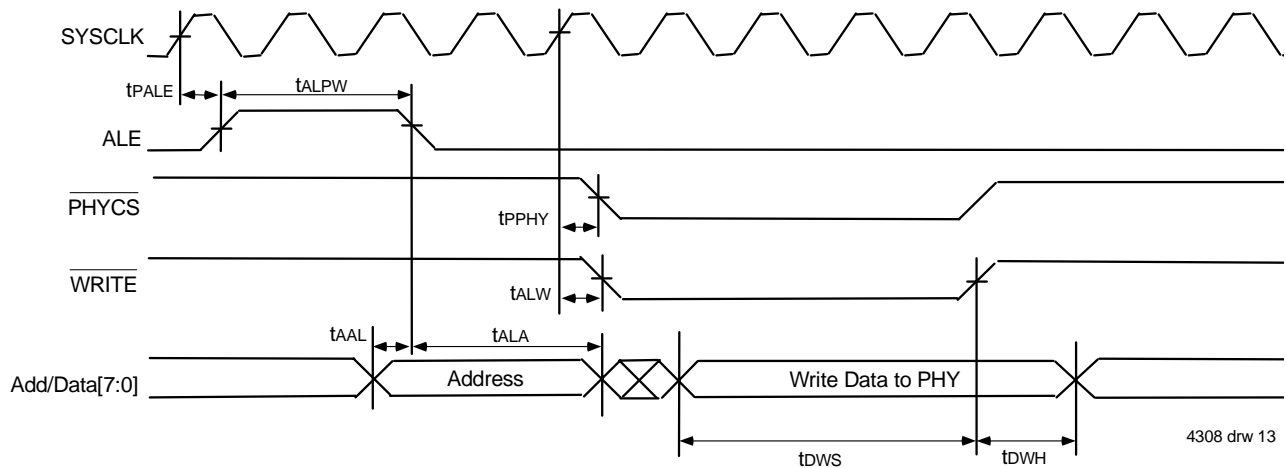 SYSCLK
tPALE
tALPW
ALE
PHYCS
tPPHY
WRITE
tALW
tAAL
tALA
Add/Data[7:0]
Address
Write Data to PHY
tDWS
tDWH
4308 drw 13